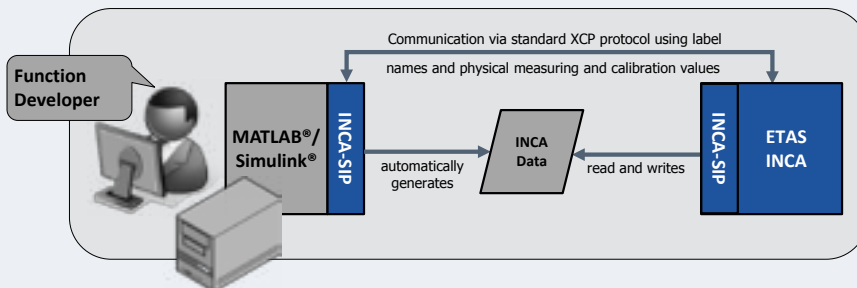 Communication via standard XCP protocol using label
names and physical measuring and calibration values
Function
Developer
MATLAB®/
Simulink®
INCA-SIP
automatically
generates
INCA
Data
read and writes
INCA-SIP
ETAS
INCA